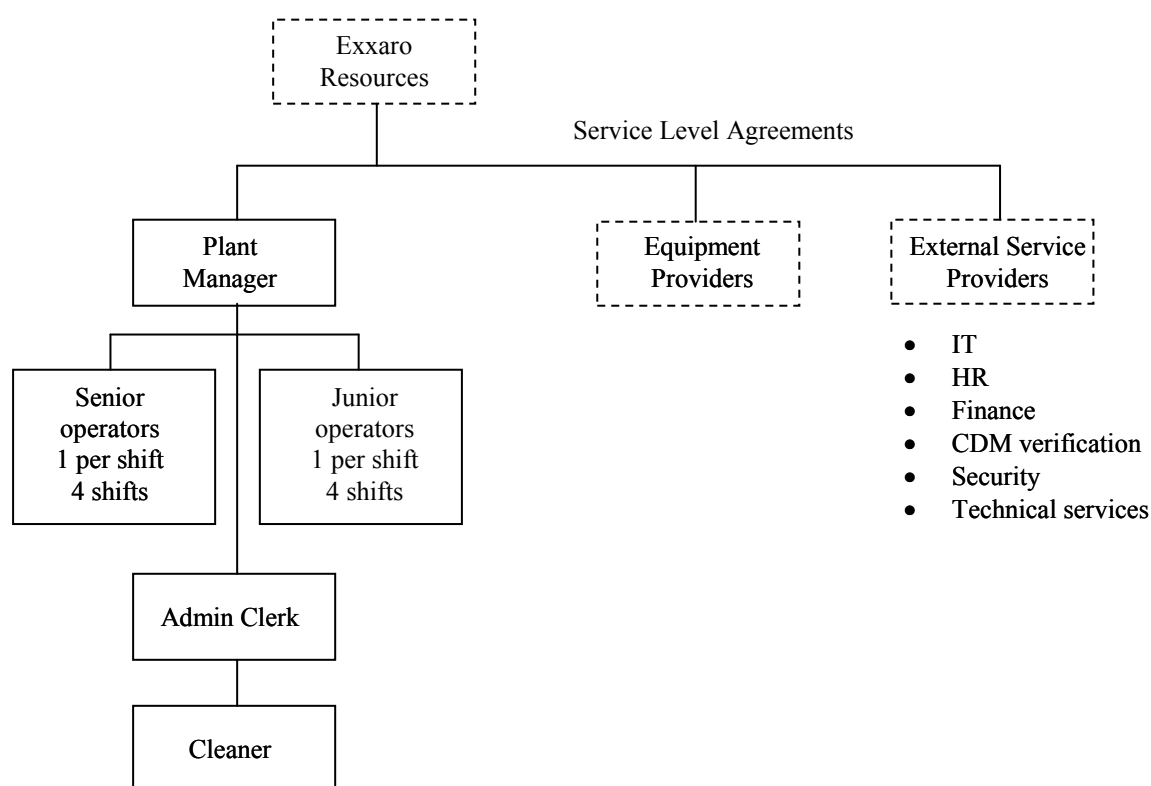 Exxaro
Resources
Service Level Agreements
Plant
Manager
Equipment
Providers
External Service
Providers
• IT
• HR
• Finance
• CDM verification
• Security
• Technical services
Senior
operators
1 per shift
4 shifts
Junior
operators
1 per shift
4 shifts
Admin Clerk
Cleaner